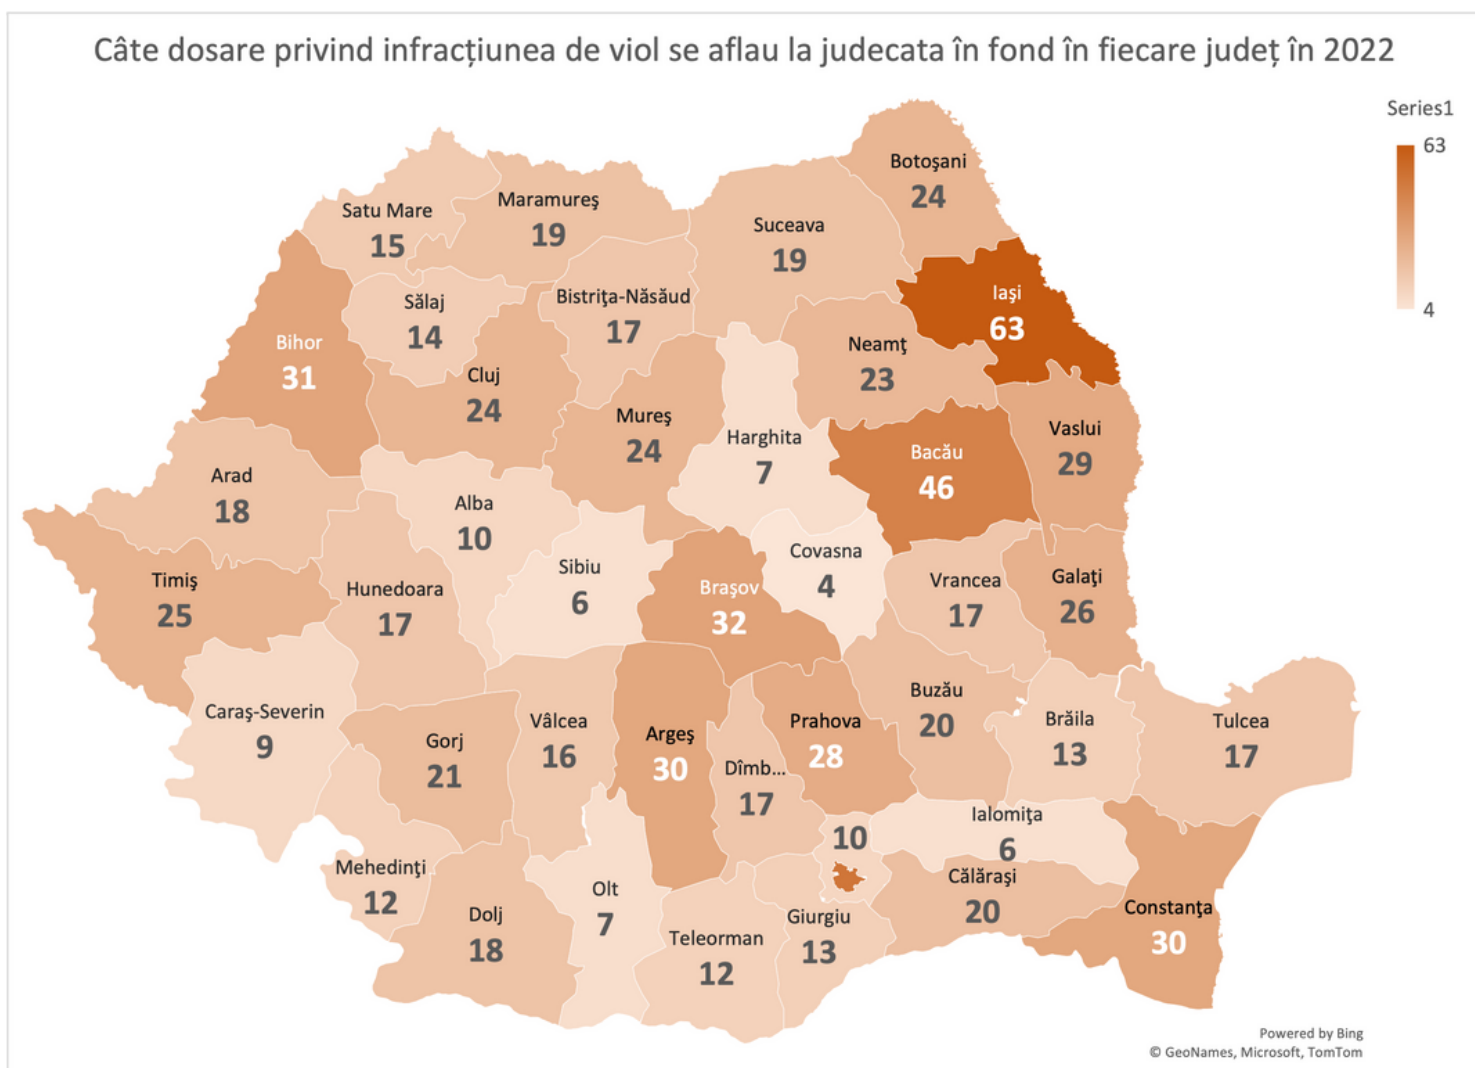 Câte dosare privind infracțiunea de viol se aflau la judecata în fond în fiecare județ în 2022
Series1
63
4
Botoşani
24
Satu Mare
15
Maramureş
19
Suceava
19
Iaşi
63
Sălaj
14
Bistriţa-Năsăud
17
Bihor
31
Neamţ
23
Cluj
24
Mureş
24
Harghita
7
Bacău
46
Vaslui
29
Arad
18
Alba
10
Sibiu
6
Covasna
4
Timiş
25
Hunedoara
17
Braşov
32
Vrancea
17
Galaţi
26
Caraş-Severin
9
Gorj
21
Vâlcea
16
Argeş
30
Dîmb...
17
Prahova
28
Buzău
20
Brăila
13
Tulcea
17
10
Ialomiţa
6
Mehedinţi
12
Dolj
18
Olt
7
Teleorman
12
Giurgiu
13
Călăraşi
20
Constanţa
30
Powered by Bing
© GeoNames, Microsoft, TomTom